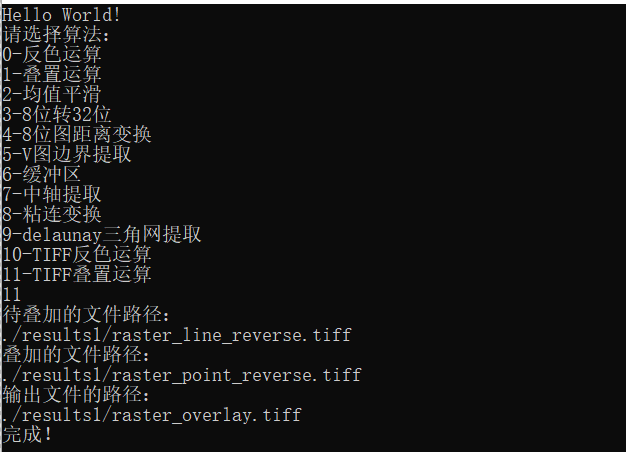 Hello World!
请选择算法：
0-反色运算
1-叠置运算
2-均值平滑
3-8位转32位
4-8位图距离变换
5-V图边界提取
6-缓冲区
7-中轴提取
8-粘连变换
9-delaunay三角网提取
10-TIFF反色运算
11-TIFF叠置运算
11
待叠加的文件路径：
./results1/raster_line_reverse.tiff
叠加的文件路径：
./results1/raster_point_reverse.tiff
输出文件的路径：
./results1/raster_overlay.tiff
完成！